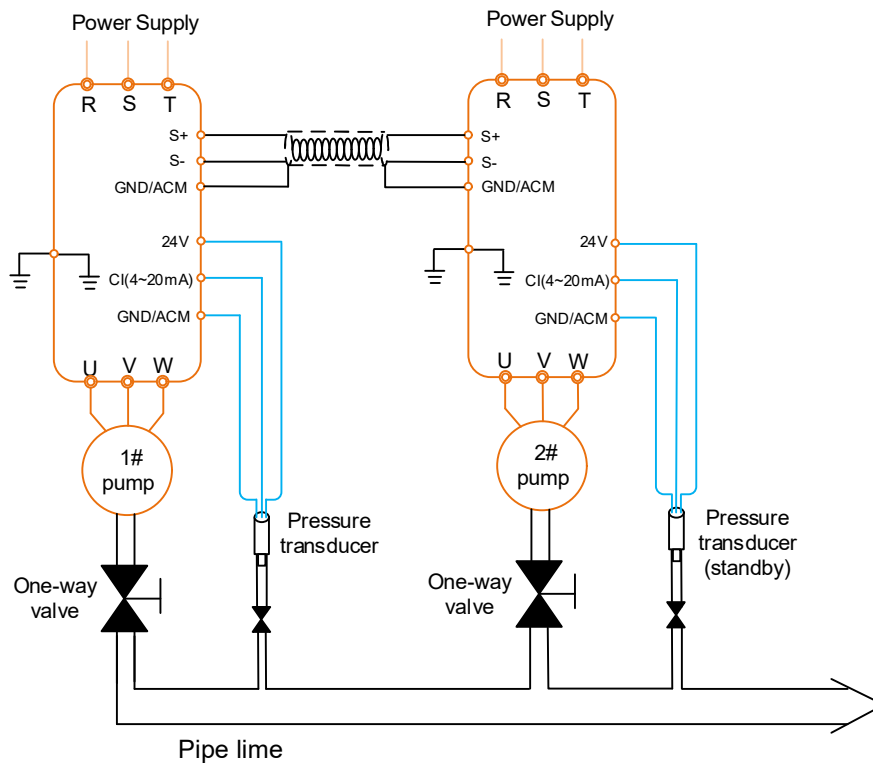 Power Supply
R S T
S+
S-
GND/ACM
24V
CI(4~20mA)
GND/ACM
U V W
1#
pump
One-way
valve
Pressure
transducer
Power Supply
R S T
S+
S-
GND/ACM
24V
CI(4~20mA)
GND/ACM
U V W
2#
pump
One-way
valve
Pressure
transducer
(standby)
Pipe lime